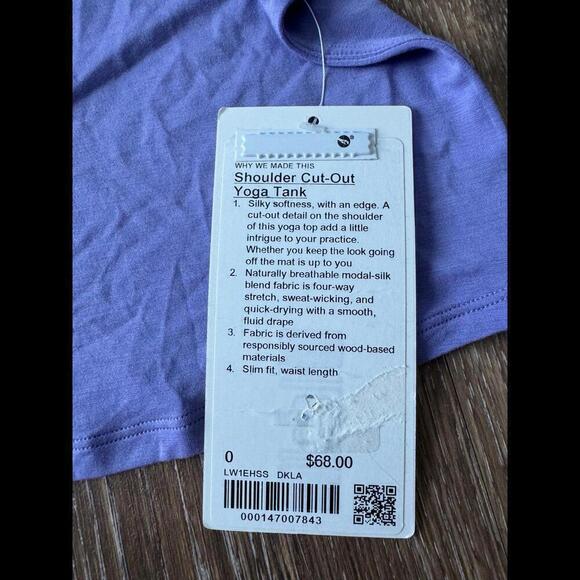 WHY WE MADE THIS
Shoulder Cut-Out
Yoga Tank
1. Silky softness, with an edge. A
cut-out detail on the shoulder
of this yoga top add a little
intrigue to your practice.
Whether you keep the look going
off the mat is up to you
2. Naturally breathable modal-silk
blend fabric is four-way
stretch, sweat-wicking, and
quick-drying with a smooth,
fluid drape
3. Fabric is derived from
responsibly sourced wood-based
materials
4. Slim fit, waist length
0 $68.00
LW1EHSS DKLA
000147007843